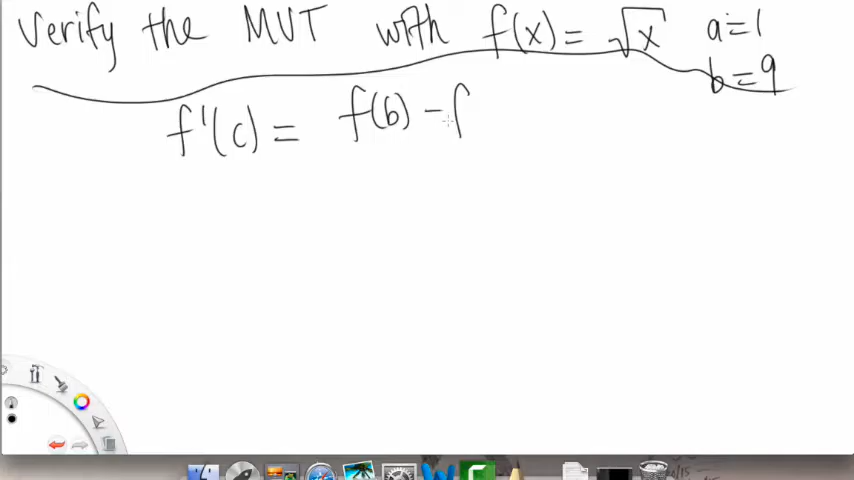 Verify the MVT with f(x) = √x a=1
b=9
f'(c) = f(b) - f